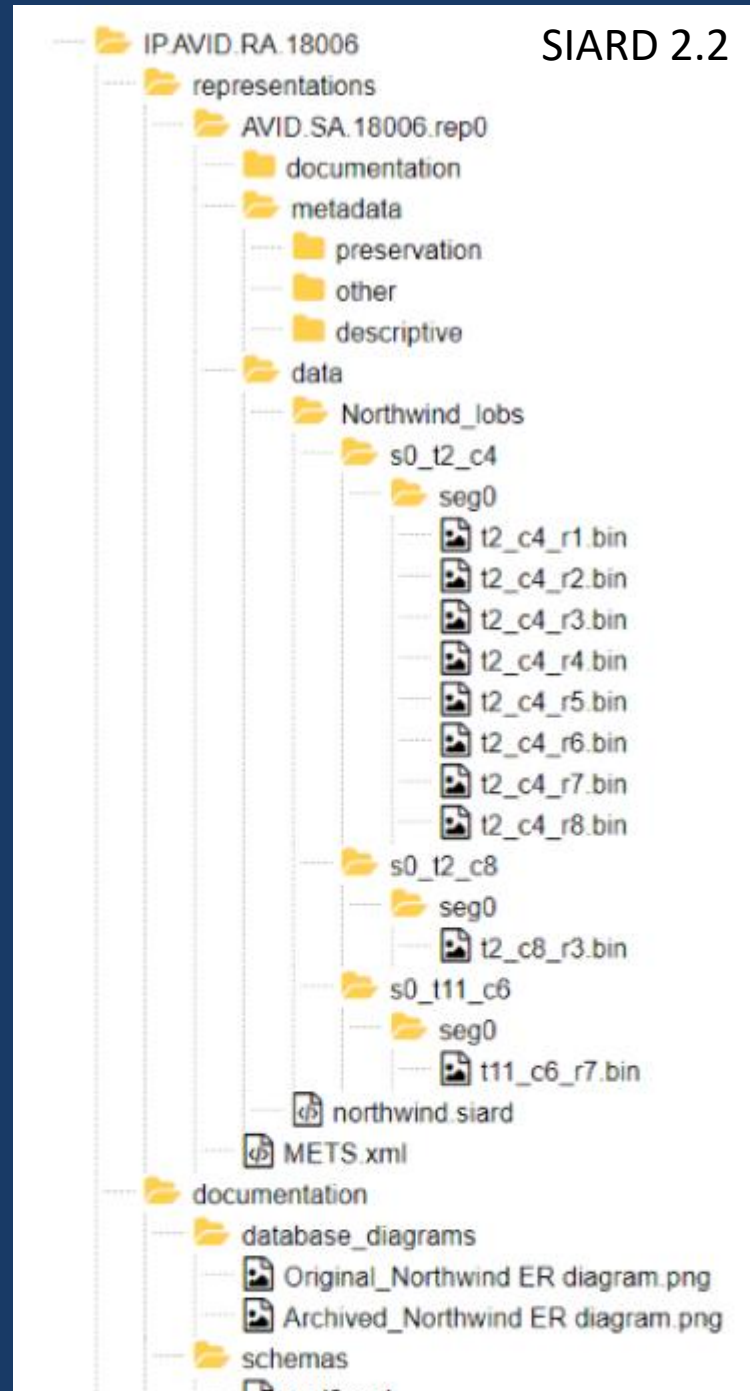 IP.AVID.RA.18006 SIARD 2.2
representations
AVID.SA.18006.rep0
documentation
metadata
preservation
other
descriptive
data
Northwind_lobs
s0_t2_c4
seg0
t2_c4_r1.bin
t2_c4_r2.bin
t2_c4_r3.bin
t2_c4_r4.bin
t2_c4_r5.bin
t2_c4_r6.bin
t2_c4_r7.bin
t2_c4_r8.bin
s0_t2_c8
seg0
t2_c8_r3.bin
s0_t11_c6
seg0
t11_c6_r7.bin
northwind.siard
METS.xml
documentation
database_diagrams
Original_Northwind ER diagram.png
Archived_Northwind ER diagram.png
schemas